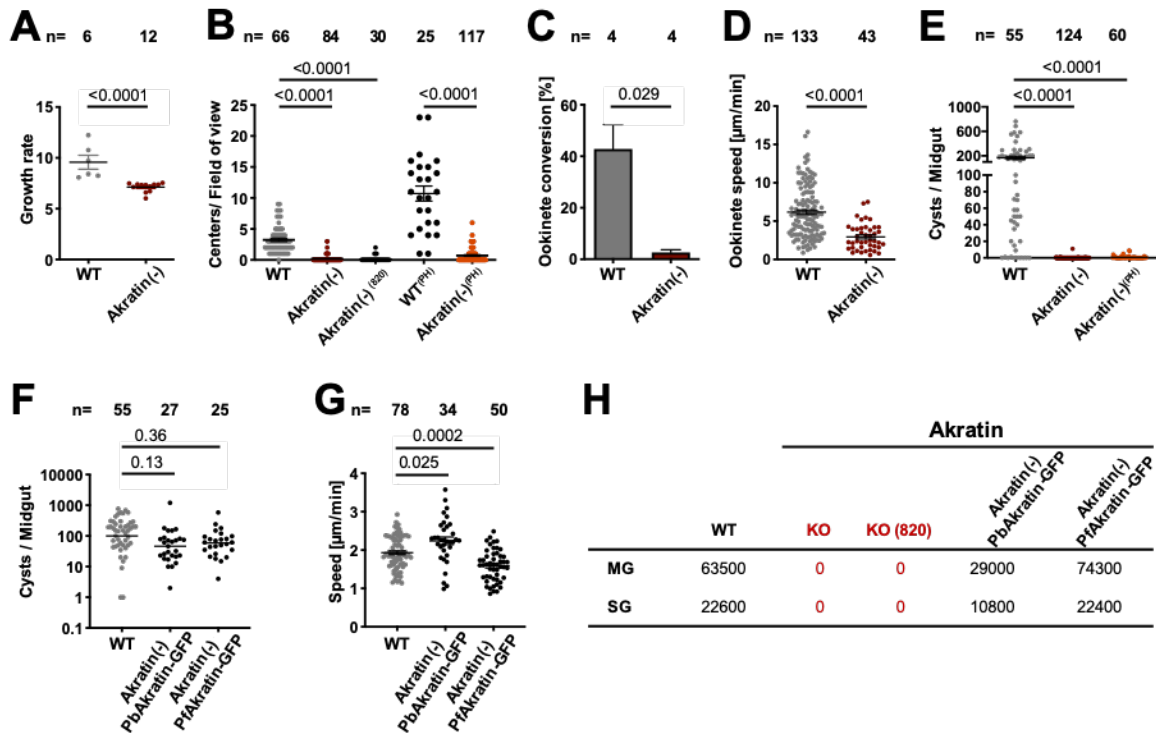 A
n= 6 12
<0.0001
Growth rate
15
10
5
0
WT
Akratin(-)
B
n= 66 84 30 25 117
<0.0001
<0.0001 <0.0001
Centers/ Field of view
25
20
15
10
5
0
WT
Akratin(-)
Akratin(-) (820)
WT(PH)
Akratin(-)(PH)
C
n= 4 4
0.029
Ookinete conversion [%]
60
40
20
0
WT
Akratin(-)
D
n= 133 43
<0.0001
Ookinete speed [µm/min]
20
15
10
5
0
WT
Akratin(-)
E
n= 55 124 60
<0.0001
<0.0001
Cysts / Midgut
1000
600
200
140
120
100
80
60
40
20
0
WT
Akratin(-)
Akratin(-)(PH)
F
n= 55 27 25
0.36
0.13
Cysts / Midgut
10000
1000
100
10
1
0.1
WT
Akratin(-)
PbAkratin-GFP
Akratin(-)
PfAkratin-GFP
G
n= 78 34 50
0.0002
0.025
Speed [µm/min]
4
3
2
1
0
WT
Akratin(-)
PbAkratin-GFP
Akratin(-)
PfAkratin-GFP
H
Akratin
WT KO KO (820) Akratin(-) PbAkratin-GFP Akratin(-) PfAkratin-GFP
MG 63500 0 0 29000 74300
SG 22600 0 0 10800 22400